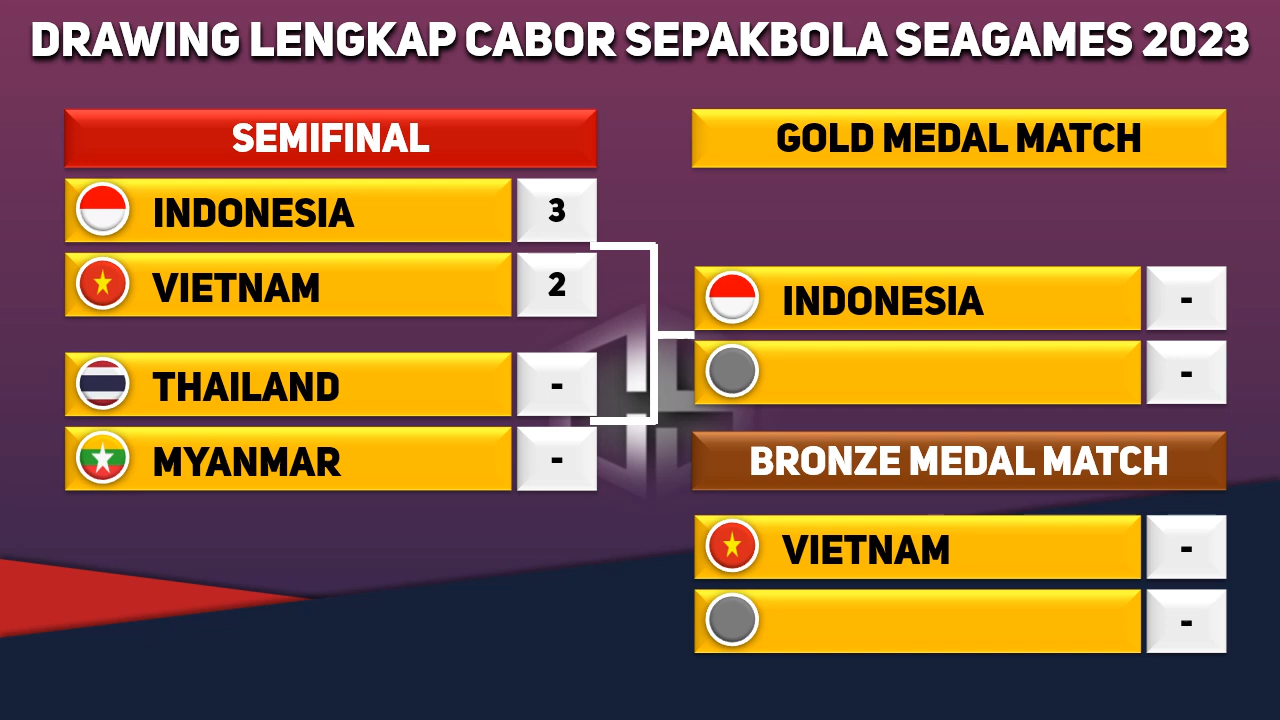 DRAWING LENGKAP CABOR SEPAKBOLA SEAGAMES 2023
SEMIFINAL
INDONESIA 3
VIETNAM 2
THAILAND -
MYANMAR -
GOLD MEDAL MATCH
INDONESIA -
-
BRONZE MEDAL MATCH
VIETNAM -
-